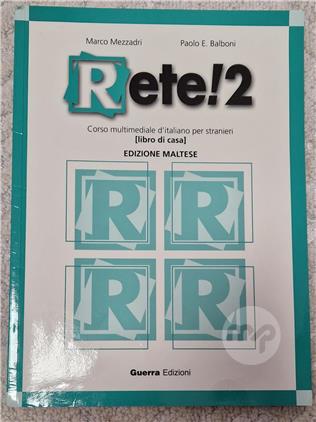 Marco Mezzadri Paolo E. Balboni
Rete!2
Corso multimediale d'italiano per stranieri
[libro di casa]
EDIZIONE MALTESE
R R
R R
Guerra Edizioni